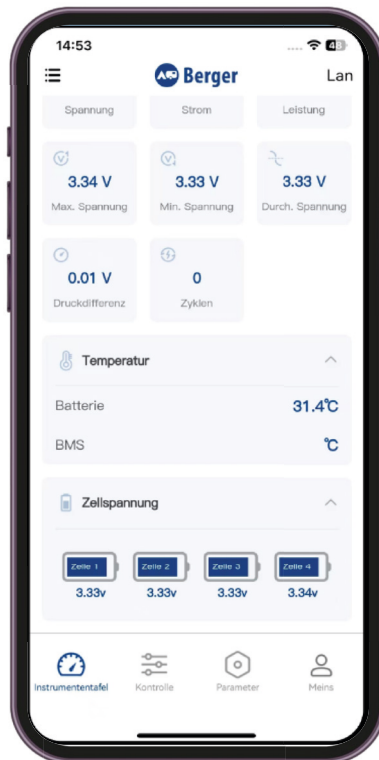 14:53
48
Berger
Lan
Spannung Strom Leistung
3.34 V 3.33 V 3.33 V
Max. Spannung Min. Spannung Durch. Spannung
0.01 V 0
Druckdifferenz Zyklen
Temperatur
Batterie 31.4℃
BMS ℃
Zellspannung
Zelle 1 Zelle 2 Zelle 3 Zelle 4
3.33v 3.33v 3.33v 3.34v
Instrumententafel Kontrolle Parameter Meins